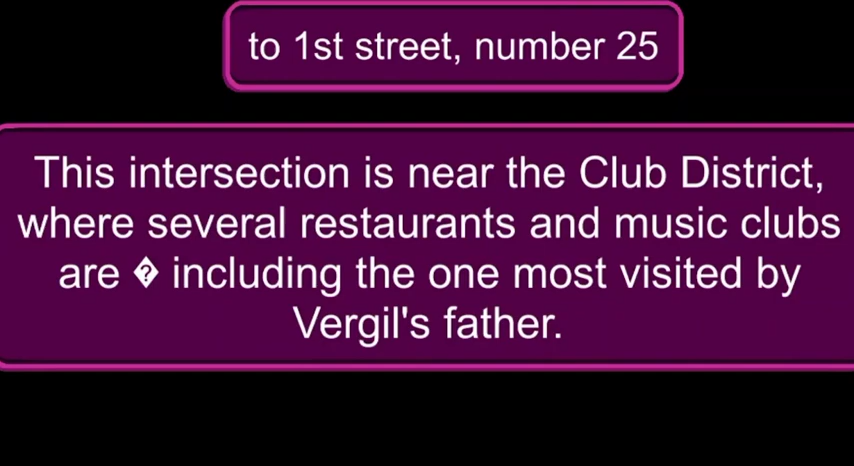 to 1st street, number 25
This intersection is near the Club District,
where several restaurants and music clubs
are � including the one most visited by
Vergil's father.